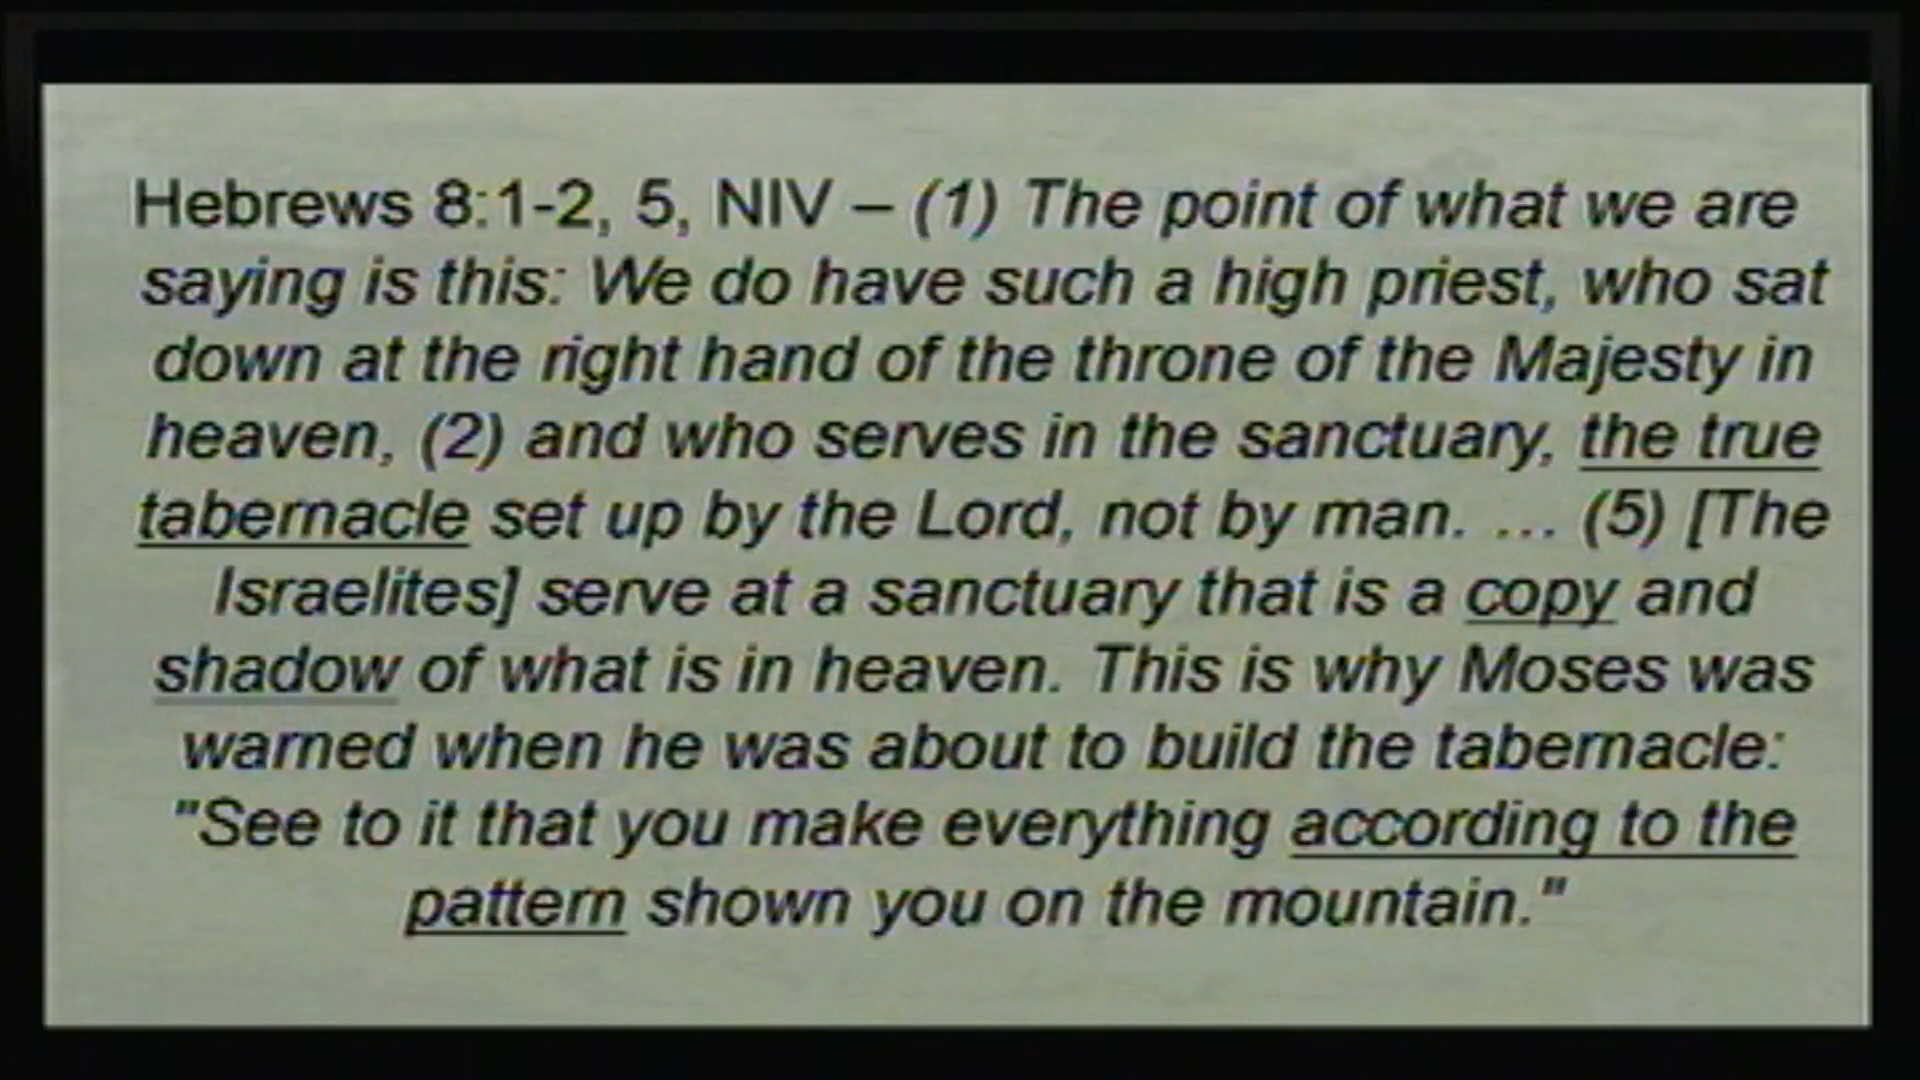 Hebrews 8:1-2, 5, NIV – (1) The point of what we are
saying is this: We do have such a high priest, who sat
down at the right hand of the throne of the Majesty in
heaven, (2) and who serves in the sanctuary, the true
tabernacle set up by the Lord, not by man. … (5) [The
Israelites] serve at a sanctuary that is a copy and
shadow of what is in heaven. This is why Moses was
warned when he was about to build the tabernacle:
"See to it that you make everything according to the
pattern shown you on the mountain."